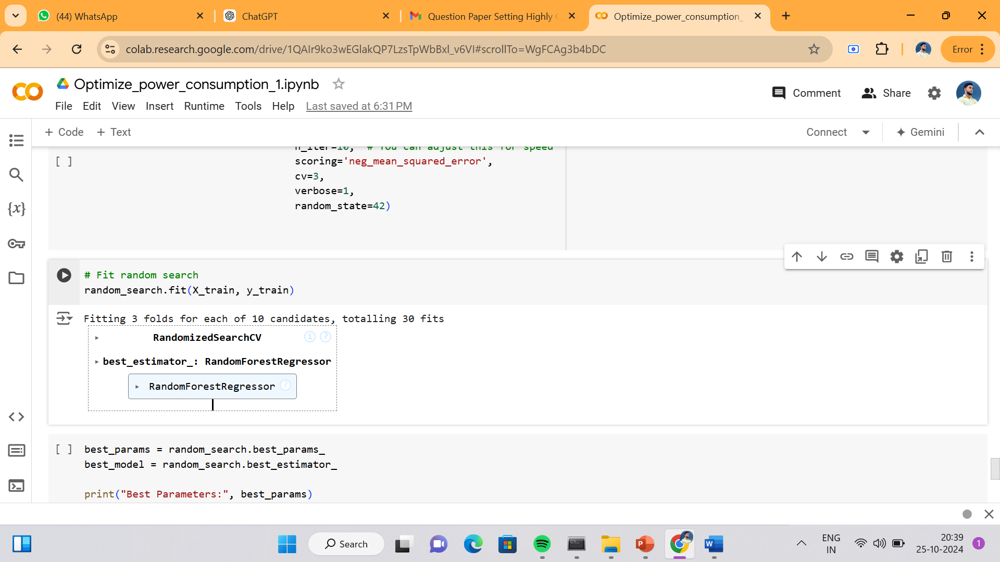 (44) WhatsApp
ChatGPT
Question Paper Setting Highly
Optimize_power_consumption_
colab.research.google.com/drive/1QAIr9ko3wEGlakQP7LzsTpWbBxl_v6VI#scrollTo=WgFCAg3b4bDC
Error
Optimize_power_consumption_1.ipynb
Comment
Share
File Edit View Insert Runtime Tools Help Last saved at 6:31 PM
+ Code + Text
Connect
Gemini
n_iter=10, # You can adjust this for speed
[ ]
scoring='neg_mean_squared_error',
cv=3,
verbose=1,
random_state=42)
{x}
# Fit random search
random_search.fit(X_train, y_train)
Fitting 3 folds for each of 10 candidates, totalling 30 fits
RandomizedSearchCV
best_estimator_: RandomForestRegressor
RandomForestRegressor
[ ]
best_params = random_search.best_params_
best_model = random_search.best_estimator_
print("Best Parameters:", best_params)
Search
ENG
IN
20:39
25-10-2024
1